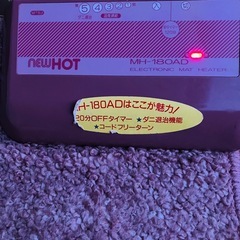 ⑤ ④ ③
切
入
newHOT
MH-180AD
ELECTRONIC MAT HEATER
H-180ADはここが魅力!
20分OFFタイマー ★ダニ退治機能
★コードフリーターン